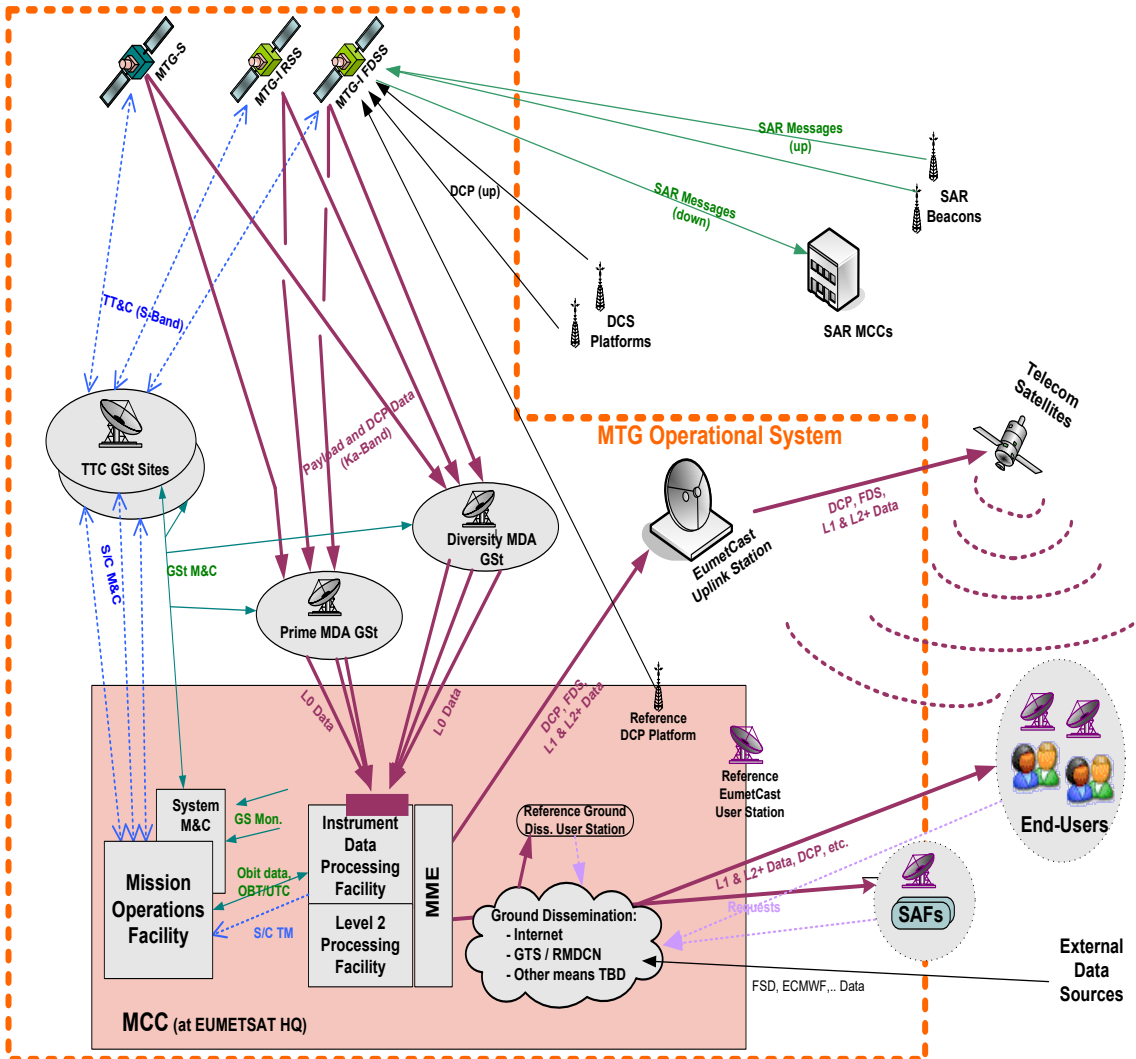 MTG-S
MTG-I RSS
MTG-I FDSS
SAR Messages
(up)
SAR
Beacons
DCP (up)
SAR Messages
(down)
SAR MCCs
TT&C (S-Band)
DCS
Platforms
Telecom
Satellites
MTG Operational System
Payload and DCP Data
(Ka-Band)
TTC GSt Sites
DCP, FDS,
L1 & L2+ Data
EumetCast
Uplink Station
Diversity MDA
GSt
S/C M&C
GSt M&C
Prime MDA GSt
L0 Data
L0 Data
DCP, FDS,
L1 & L2+ Data
Reference
DCP Platform
Reference
EumetCast
User Station
End-Users
System
M&C
GS Mon.
Instrument
Data
Processing
Facility
MME
Reference Ground
Diss. User Station
L1 & L2+ Data, DCP, etc.
Requests
SAFs
Mission
Operations
Facility
Obit data,
OBT/UTC
S/C TM
Level 2
Processing
Facility
Ground Dissemination:
- Internet
- GTS / RMDCN
- Other means TBD
External
Data
Sources
FSD, ECMWF,.. Data
MCC (at EUMETSAT HQ)